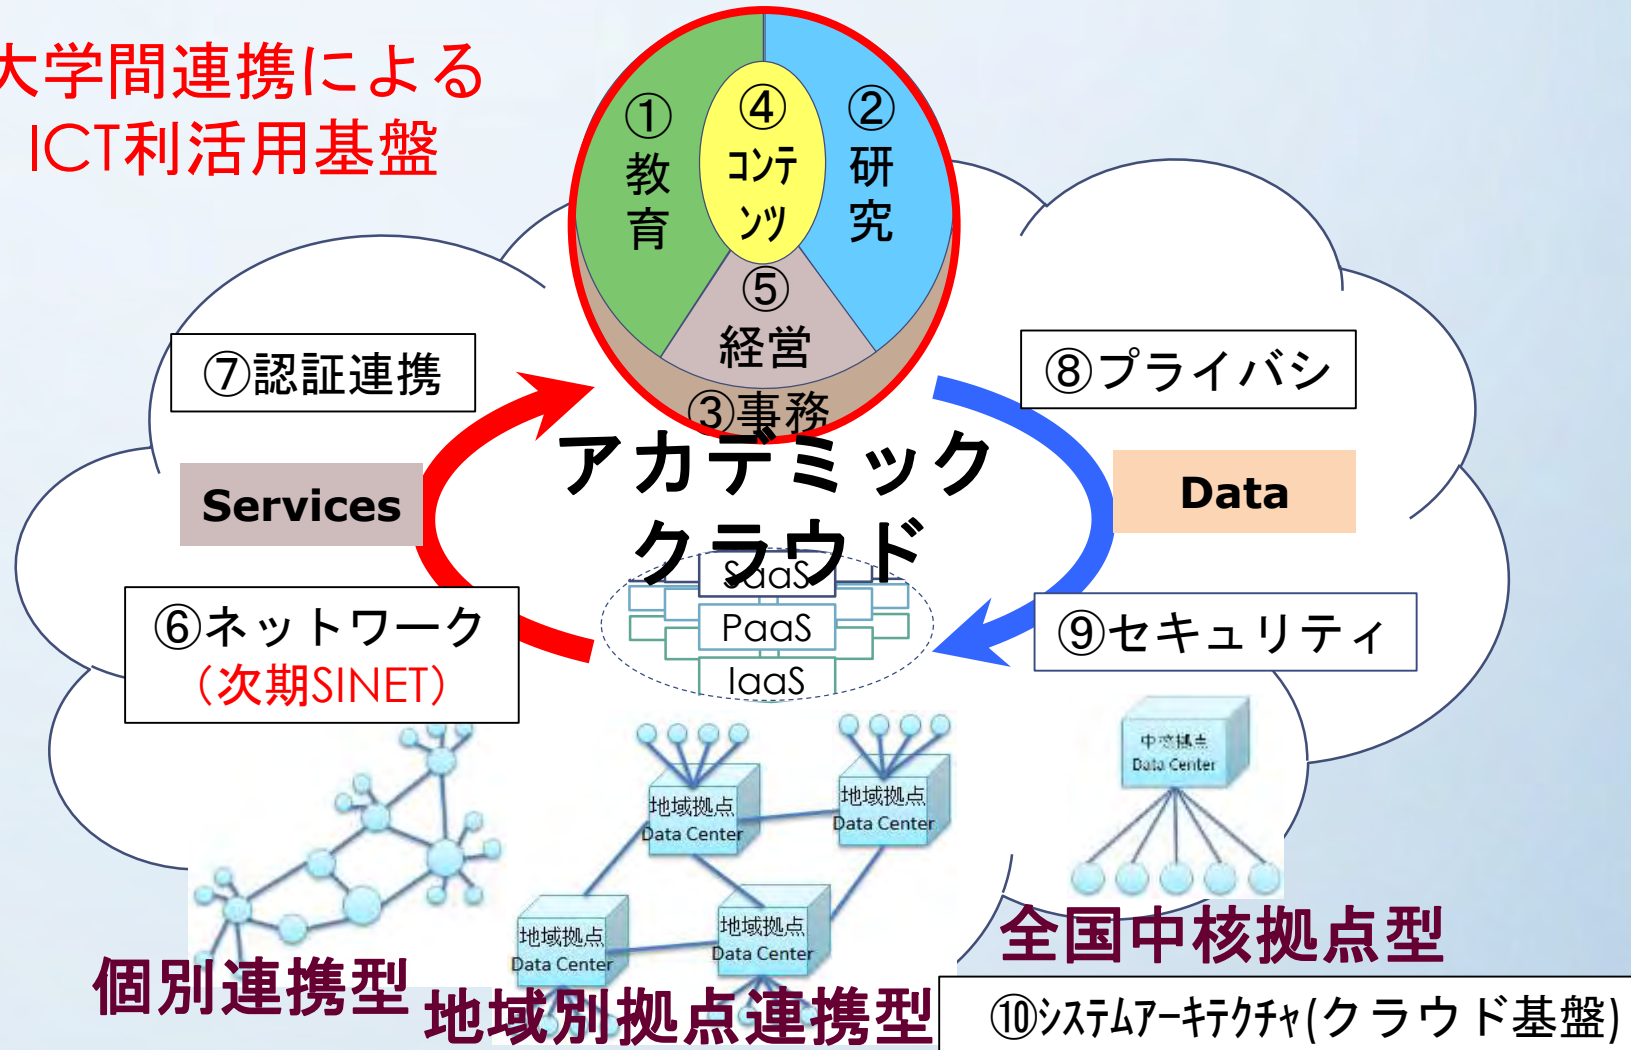 大学間連携による
ICT利活用基盤
①
教
育
④
コンテ
ンツ
②
研
究
⑤
経営
③事務
⑦認証連携
⑧プライバシ
アカデミック
クラウド
Services
Data
SaaS
PaaS
IaaS
⑥ネットワーク
(次期SINET)
⑨セキュリティ
中核拠点
Data Center
地域拠点
Data Center
地域拠点
Data Center
地域拠点
Data Center
地域拠点
Data Center
個別連携型
地域別拠点連携型
全国中核拠点型
⑩システムアーキテクチャ(クラウド基盤)